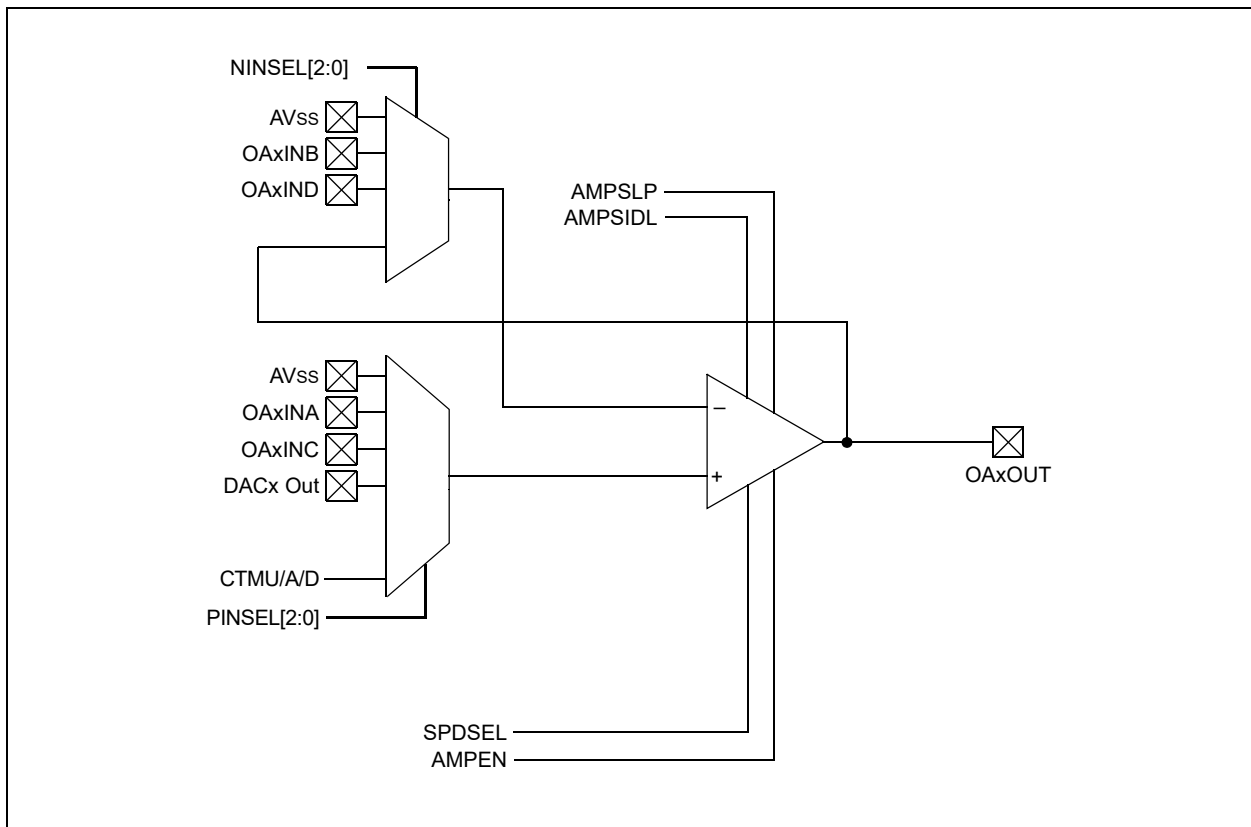 NINSEL[2:0]
AVSS
OAxINB
OAxIND
AMPSLP
AMPSIDL
AVSS
OAxINA
OAxINC
DACx Out
CTMU/A/D
PINSEL[2:0]
–
+
OAxOUT
SPDSEL
AMPEN